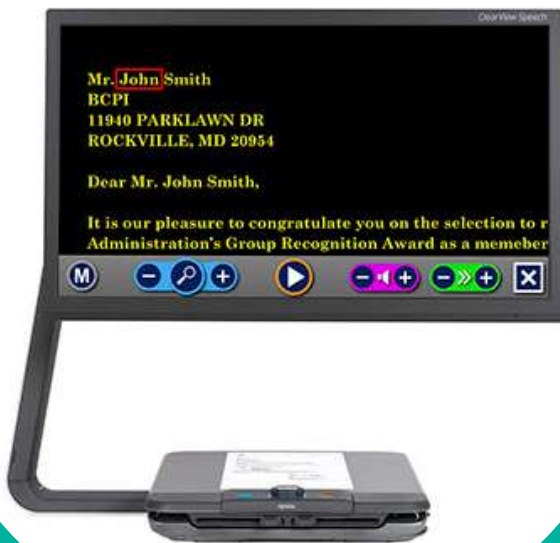 ClearView Speech
Mr. John Smith
BCPI
11940 PARKLAWN DR
ROCKVILLE, MD 20954
Dear Mr. John Smith,
It is our pleasure to congratulate you on the selection to r
Administration's Group Recognition Award as a memeber
M